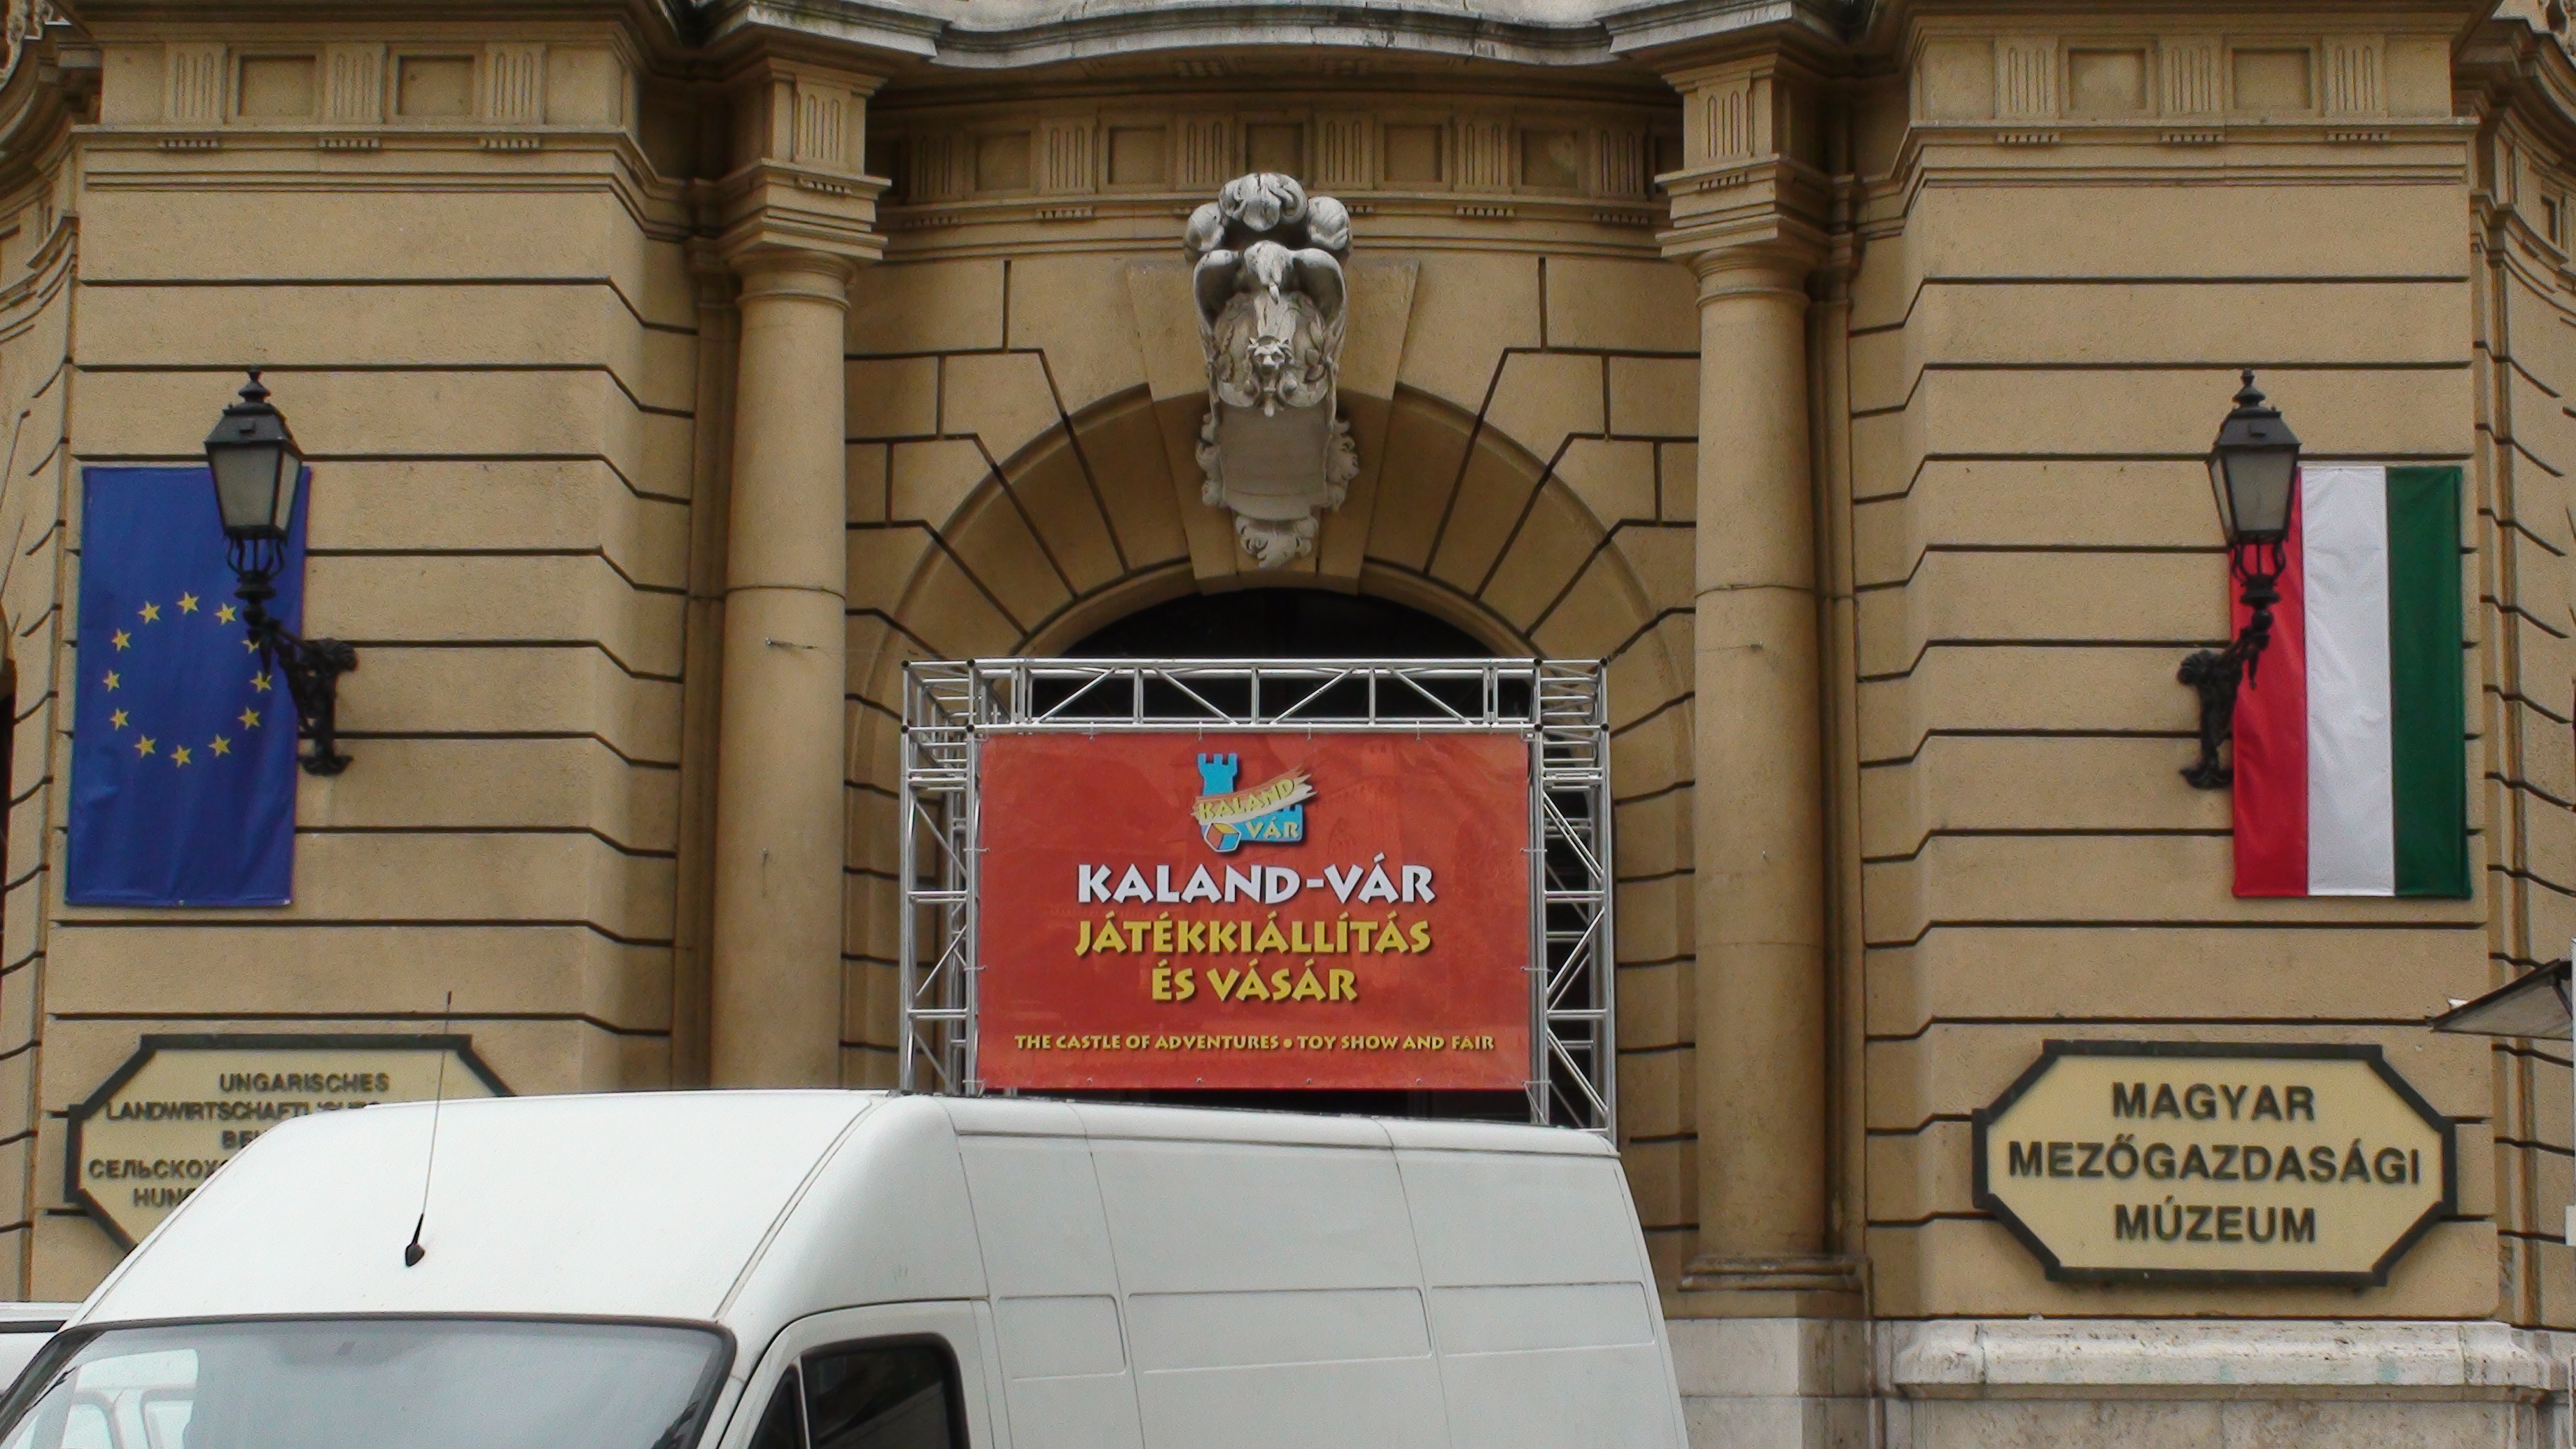 KALAND
VÁR
KALAND-VÁR
JÁTÉKKIÁLLÍTÁS
ÉS VÁSÁR
THE CASTLE OF ADVENTURES • TOY SHOW AND FAIR
UNGARISCHES
MAGYAR
MEZŐGAZDASÁGI
MÚZEUM